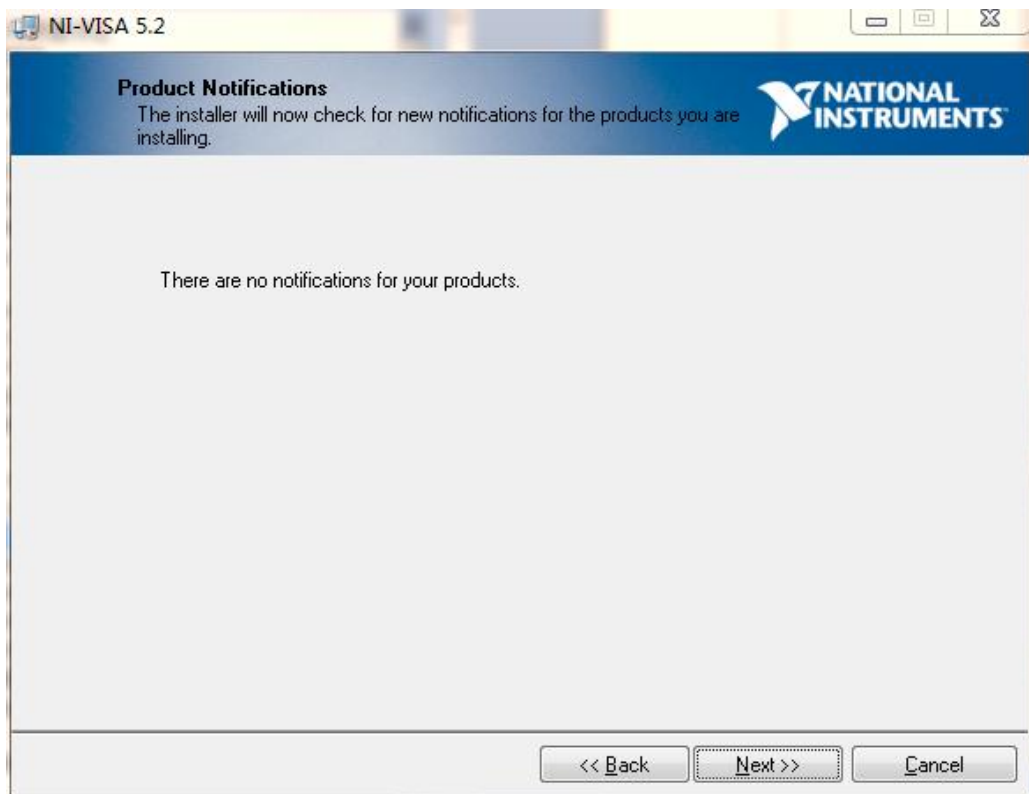 NI-VISA 5.2
Product Notifications
The installer will now check for new notifications for the products you are
installing.
NATIONAL
INSTRUMENTS
There are no notifications for your products.
<< Back
Next >>
Cancel